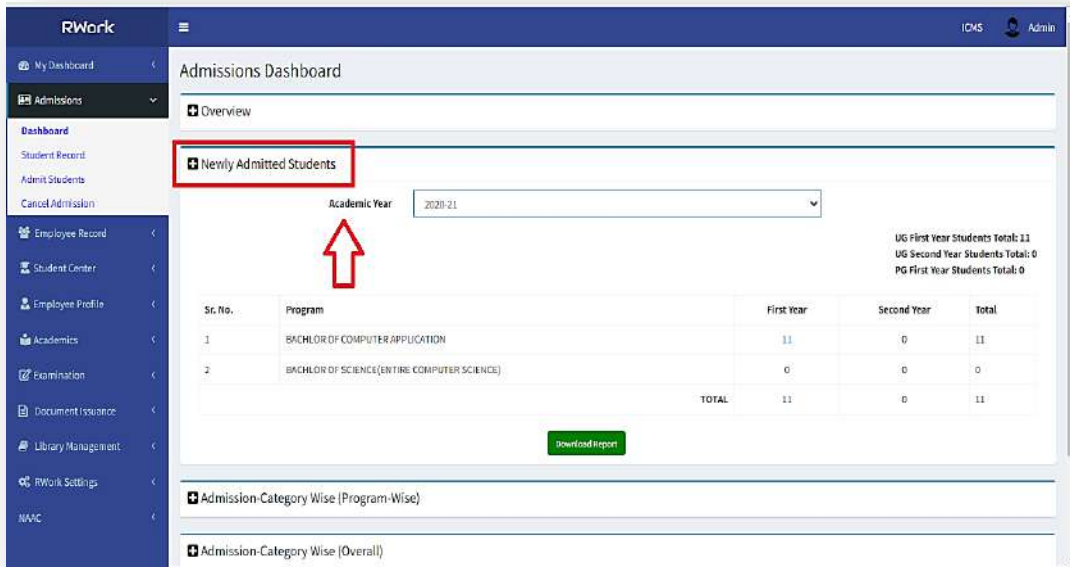 RWork
ICMS Admin
My Dashboard
Admissions
Dashboard
Student Record
Admit Students
Cancel Admission
Employee Record
Student Center
Employee Profile
Academics
Examination
Document Issuance
Library Management
RWork Settings
NAAC
Admissions Dashboard
Overview
Newly Admitted Students
Academic Year 2020-21
UG First Year Students Total: 11
UG Second Year Students Total: 0
PG First Year Students Total: 0
Sr. No. Program First Year Second Year Total
1 BACHLOR OF COMPUTER APPLICATION 11 0 11
2 BACHLOR OF SCIENCE(ENTIRE COMPUTER SCIENCE) 0 0 0
TOTAL 11 0 11
Download Report
Admission-Category Wise (Program-Wise)
Admission-Category Wise (Overall)